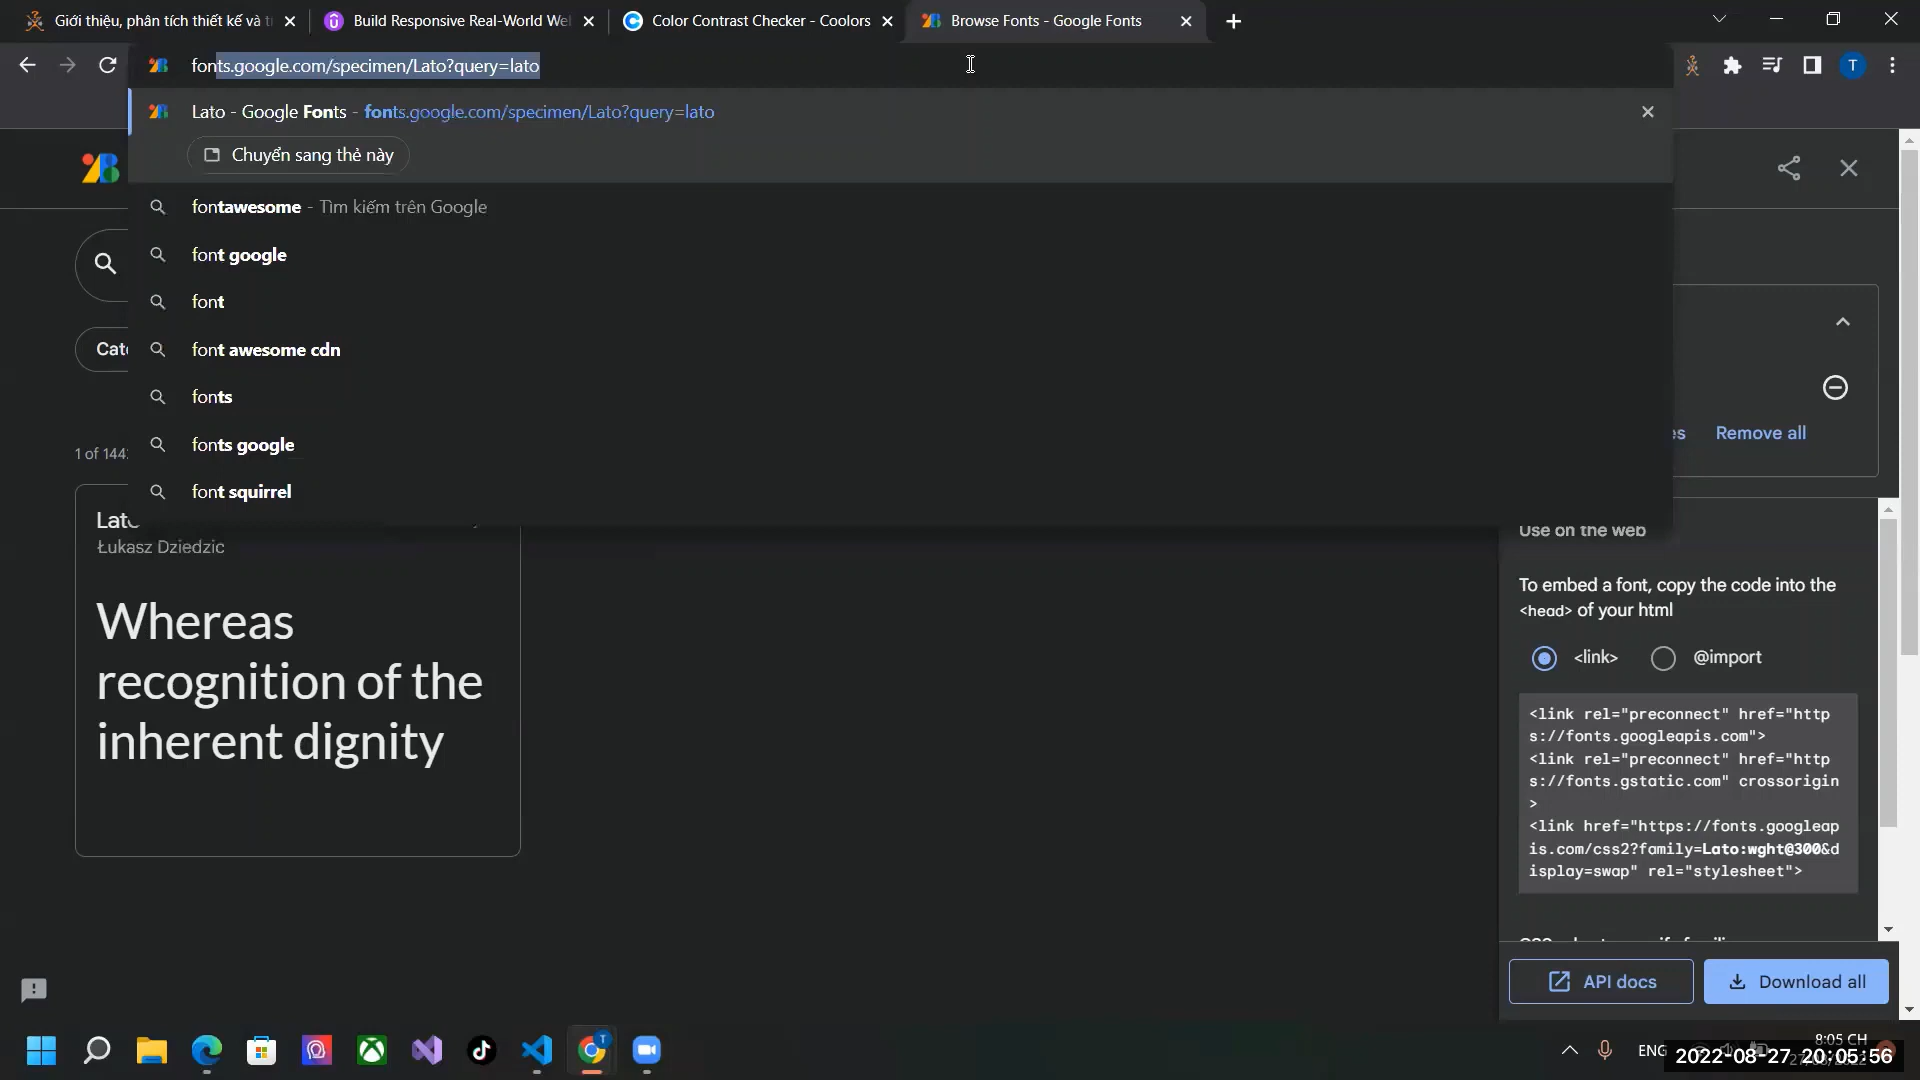 Giới thiệu, phân tích thiết kế và t
Build Responsive Real-World We
Color Contrast Checker - Coolors
Browse Fonts - Google Fonts
fonts.google.com/specimen/Lato?query=lato
T
Lato - Google Fonts - fonts.google.com/specimen/Lato?query=lato
Chuyển sang thẻ này
fontawesome - Tìm kiếm trên Google
font google
font
font awesome cdn
fonts
fonts google
font squirrel
Cate
Remove all
1 of 144
Lato
Łukasz Dziedzic
Whereas
recognition of the
inherent dignity
Use on the web
To embed a font, copy the code into the
<head> of your html
<link>
@import
<link rel="preconnect" href="http
s://fonts.googleapis.com">
<link rel="preconnect" href="http
s://fonts.gstatic.com" crossorigin
>
<link href="https://fonts.googleap
is.com/css2?family=Lato:wght@300&d
isplay=swap" rel="stylesheet">
API docs
Download all
ENG
8:05 CH
2022-08-27 20:05:56